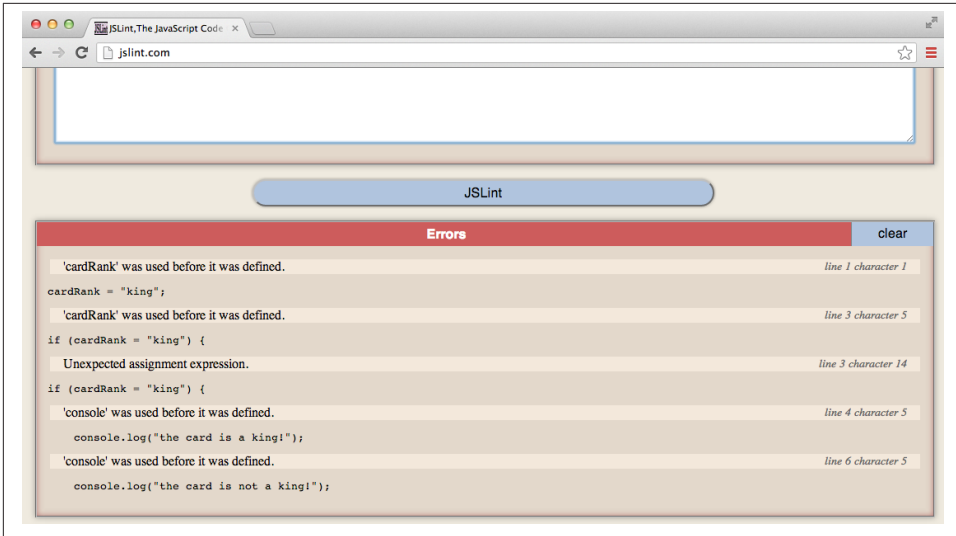 JSLint,The JavaScript Code
jslint.com
JSLint
Errors
clear
'cardRank' was used before it was defined. line 1 character 1
cardRank = "king";
'cardRank' was used before it was defined. line 3 character 5
if (cardRank = "king") {
Unexpected assignment expression. line 3 character 14
if (cardRank = "king") {
'console' was used before it was defined. line 4 character 5
console.log("the card is a king!");
'console' was used before it was defined. line 6 character 5
console.log("the card is not a king!");